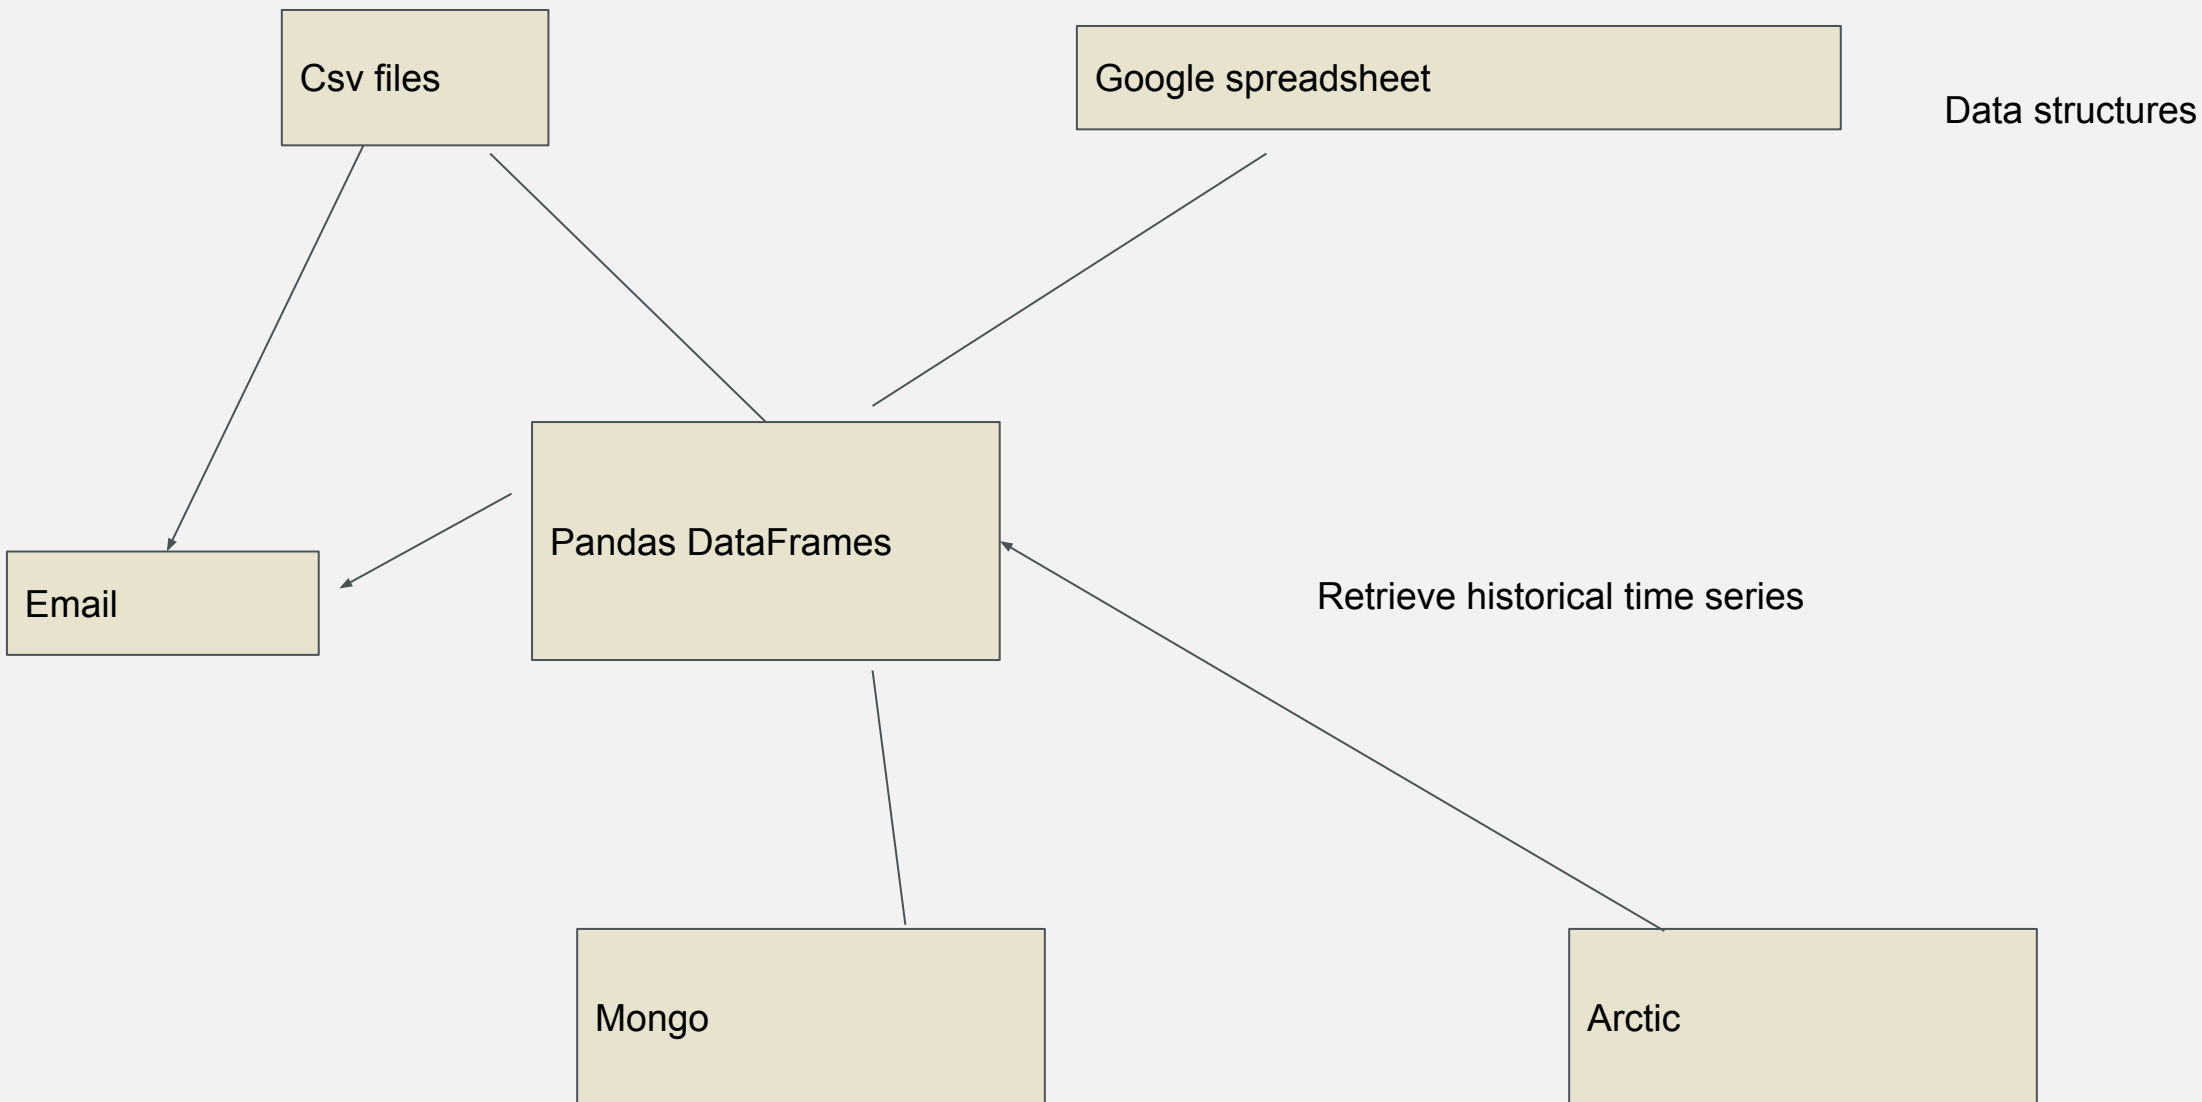 Csv files
Google spreadsheet
Data structures
Pandas DataFrames
Email
Retrieve historical time series
Mongo
Arctic